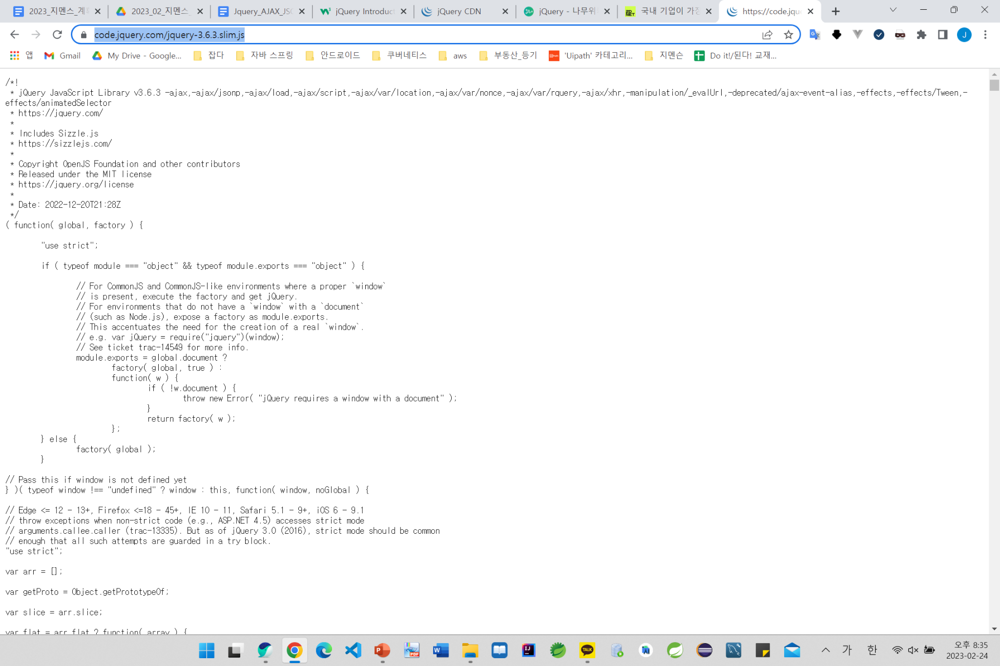 2023_지멘스_계획
2023_02_지멘스_
Jquery_AJAX_JSO
jQuery Introduc
jQuery CDN
jQuery - 나무위키
국내 기업이 가장
https://code.jque
code.jquery.com/jquery-3.6.3.slim.js
J
앱
Gmail
My Drive - Google...
잡다
자바 스프링
안드로이드
쿠버네티스
aws
부동산_등기
'Uipath' 카테고리...
지멘슨
Do it!/된다! 교재...
/*!
 * jQuery JavaScript Library v3.6.3 -ajax,-ajax/jsonp,-ajax/load,-ajax/script,-ajax/var/location,-ajax/var/nonce,-ajax/var/rquery,-ajax/xhr,-manipulation/_evalUrl,-deprecated/ajax-event-alias,-effects,-effects/Tween,-
effects/animatedSelector
 * https://jquery.com/
 *
 * Includes Sizzle.js
 * https://sizzlejs.com/
 *
 * Copyright OpenJS Foundation and other contributors
 * Released under the MIT license
 * https://jquery.org/license
 *
 * Date: 2022-12-20T21:28Z
 */
( function( global, factory ) {
"use strict";
if ( typeof module === "object" && typeof module.exports === "object" ) {
// For CommonJS and CommonJS-like environments where a proper `window`
// is present, execute the factory and get jQuery.
// For environments that do not have a `window` with a `document`
// (such as Node.js), expose a factory as module.exports.
// This accentuates the need for the creation of a real `window`.
// e.g. var jQuery = require("jquery")(window);
// See ticket trac-14549 for more info.
module.exports = global.document ?
factory( global, true ) :
function( w ) {
if ( !w.document ) {
throw new Error( "jQuery requires a window with a document" );
}
return factory( w );
};
} else {
factory( global );
}
// Pass this if window is not defined yet
} )( typeof window !== "undefined" ? window : this, function( window, noGlobal ) {
// Edge <= 12 - 13+, Firefox <=18 - 45+, IE 10 - 11, Safari 5.1 - 9+, iOS 6 - 9.1
// throw exceptions when non-strict code (e.g., ASP.NET 4.5) accesses strict mode
// arguments.callee.caller (trac-13335). But as of jQuery 3.0 (2016), strict mode should be common
// enough that all such attempts are guarded in a try block.
"use strict";
var arr = [];
var getProto = Object.getPrototypeOf;
var slice = arr.slice;
var flat = arr.flat ? function( array ) {
가
한
오후 8:35
2023-02-24